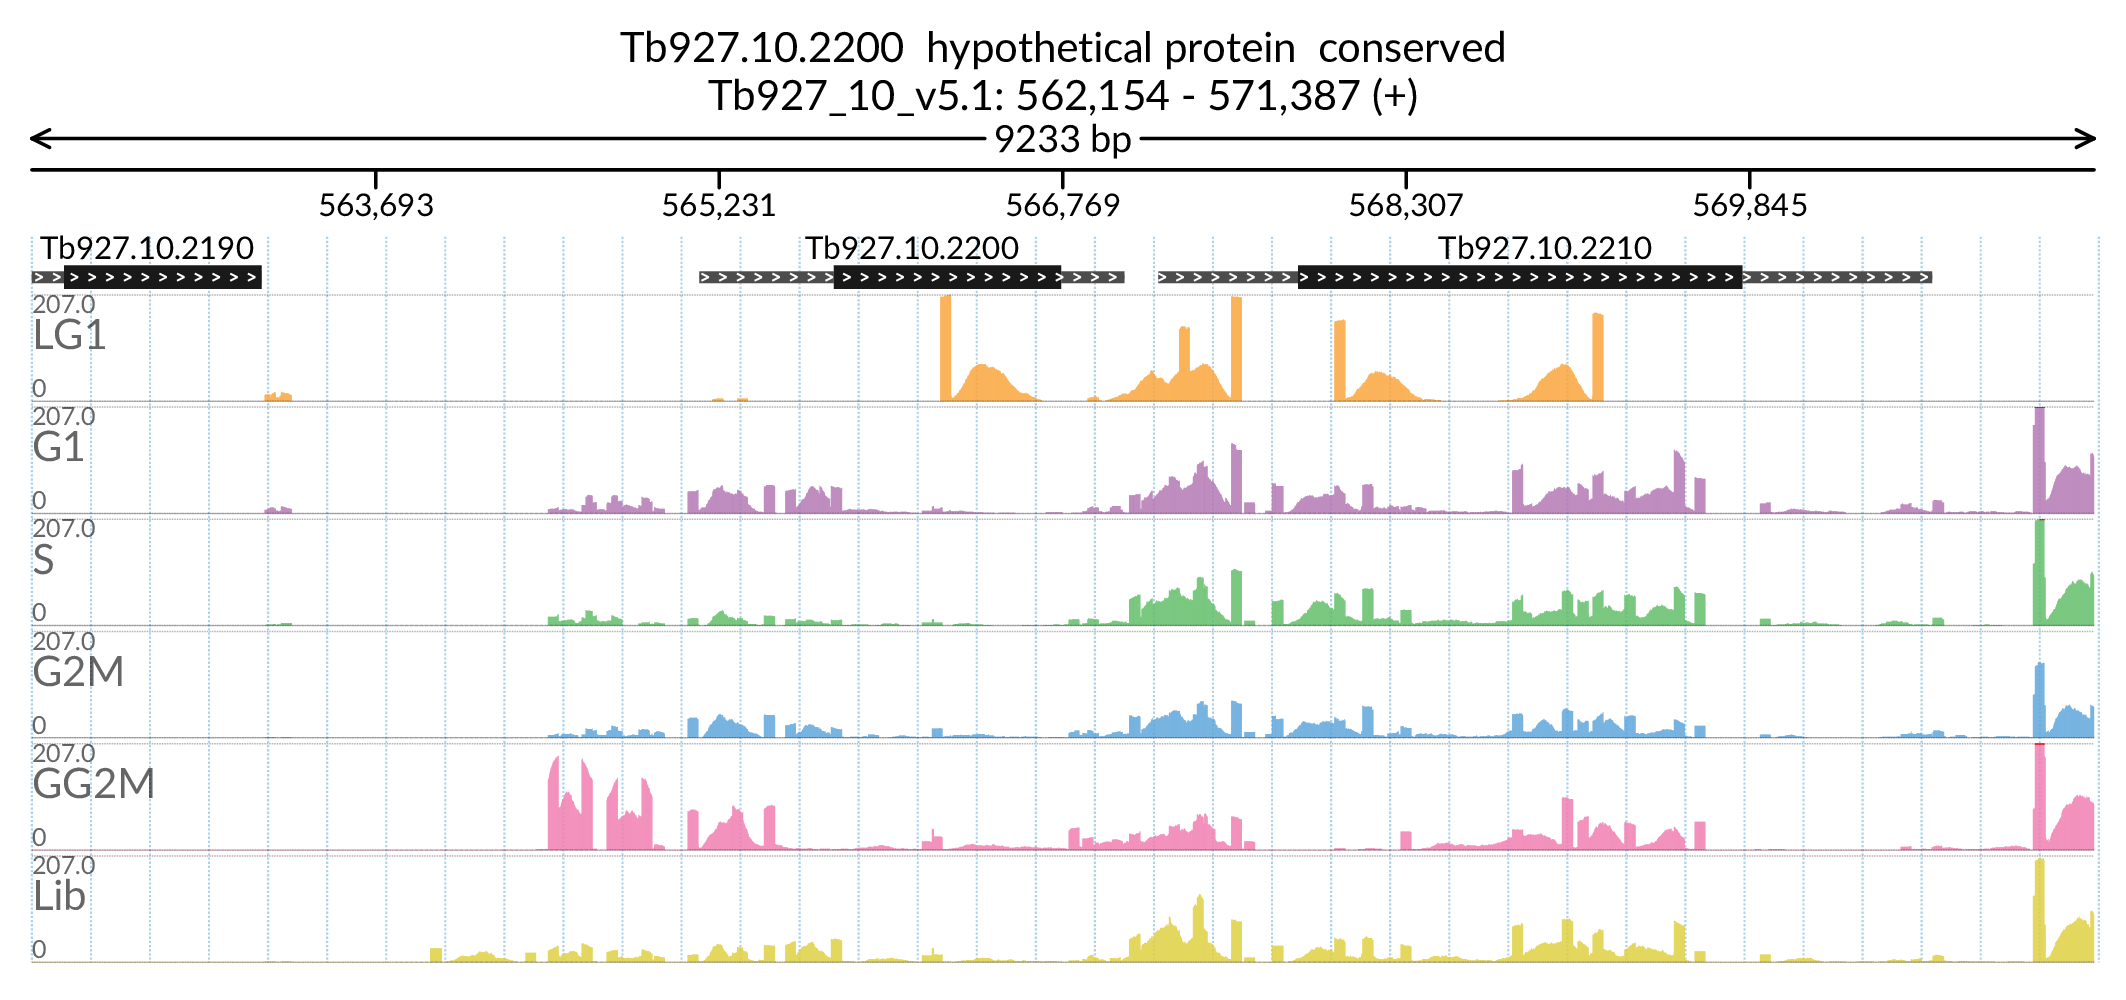 Tb927.10.2200  hypothetical protein  conserved
Tb927_10_v5.1: 562,154 - 571,387 (+)
9233 bp
563,693 565,231 566,769 568,307 569,845
Tb927.10.2190 Tb927.10.2200 Tb927.10.2210
207.0
LG1
0
207.0
G1
0
207.0
S
0
207.0
G2M
0
207.0
GG2M
0
207.0
Lib
0